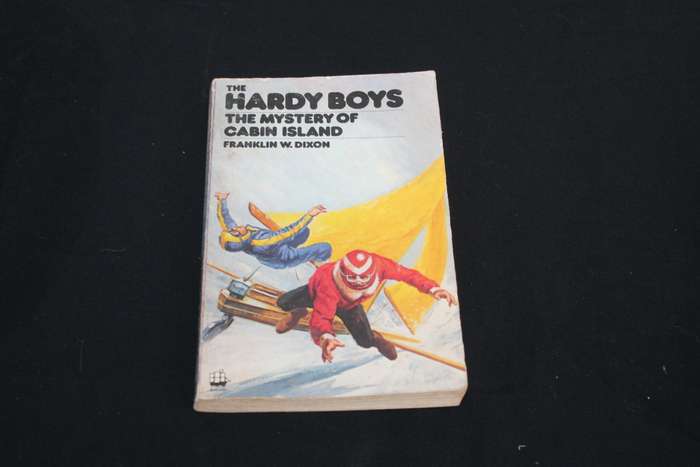 THE
HARDY BOYS
THE MYSTERY OF
CABIN ISLAND
FRANKLIN W. DIXON